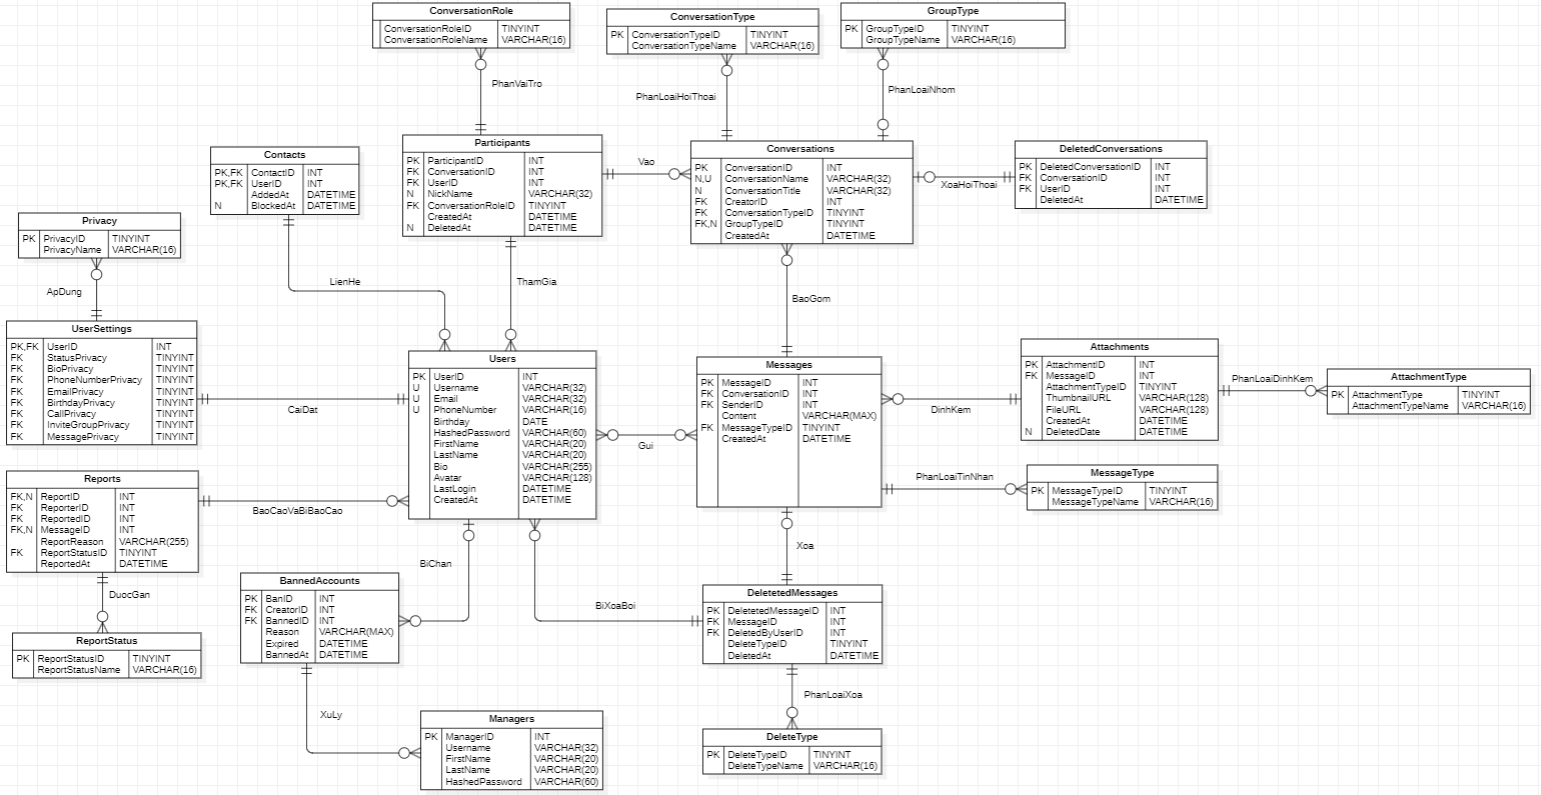 ConversationRole
ConversationRoleID TINYINT
ConversationRoleName VARCHAR(16)
ConversationType
PK ConversationTypeID TINYINT
ConversationTypeName VARCHAR(16)
GroupType
PK GroupTypeID TINYINT
GroupTypeName VARCHAR(16)
PhanVaiTro
PhanLoaiHoiThoai
PhanLoaiNhom
Contacts
PK,FK ContactID INT
PK,FK UserID INT
AddedAt DATETIME
N BlockedAt DATETIME
Participants
PK ParticipantID INT
FK ConversationID INT
FK UserID INT
N NickName VARCHAR(32)
FK ConversationRoleID TINYINT
CreatedAt DATETIME
N DeletedAt DATETIME
Vao
Conversations
PK ConversationID INT
N,U ConversationName VARCHAR(32)
N ConversationTitle VARCHAR(32)
FK CreatorID INT
FK ConversationTypeID TINYINT
FK,N GroupTypeID TINYINT
CreatedAt DATETIME
XoaHoiThoai
DeletedConversations
PK DeletedConversationID INT
FK ConversationID INT
FK UserID INT
DeletedAt DATETIME
Privacy
PK PrivacyID TINYINT
PrivacyName VARCHAR(16)
ApDung
LienHe
ThamGia
BaoGom
UserSettings
PK,FK UserID INT
FK StatusPrivacy TINYINT
FK BioPrivacy TINYINT
FK PhoneNumberPrivacy TINYINT
FK EmailPrivacy TINYINT
FK BirthdayPrivacy TINYINT
FK CallPrivacy TINYINT
FK InviteGroupPrivacy TINYINT
FK MessagePrivacy TINYINT
CaiDat
Users
PK UserID INT
U Username VARCHAR(32)
U Email VARCHAR(32)
U PhoneNumber VARCHAR(16)
Birthday DATE
HashedPassword VARCHAR(60)
FirstName VARCHAR(20)
LastName VARCHAR(20)
Bio VARCHAR(255)
Avatar VARCHAR(128)
LastLogin DATETIME
CreatedAt DATETIME
Gui
Messages
PK MessageID INT
FK ConversationID INT
FK SenderID INT
Content VARCHAR(MAX)
FK MessageTypeID TINYINT
CreatedAt DATETIME
DinhKem
Attachments
PK AttachmentID INT
FK MessageID INT
AttachmentTypeID TINYINT
ThumbnailURL VARCHAR(128)
FileURL VARCHAR(128)
CreatedAt DATETIME
N DeletedDate DATETIME
PhanLoaiDinhKem
AttachmentType
PK AttachmentType TINYINT
AttachmentTypeName VARCHAR(16)
PhanLoaiTinNhan
MessageType
PK MessageTypeID TINYINT
MessageTypeName VARCHAR(16)
Reports
FK,N ReportID INT
FK ReporterID INT
FK ReportedID INT
FK,N MessageID INT
ReportReason VARCHAR(255)
FK ReportStatusID TINYINT
ReportedAt DATETIME
BaoCaoVaBiBaoCao
DuocGan
ReportStatus
PK ReportStatusID TINYINT
ReportStatusName VARCHAR(16)
BannedAccounts
PK BanID INT
FK CreatorID INT
FK BannedID INT
Reason VARCHAR(MAX)
Expired DATETIME
BannedAt DATETIME
BiChan
BiXoaBoi
Xoa
DeletetedMessages
PK DeletetedMessageID INT
FK MessageID INT
FK DeletedByUserID INT
DeleteTypeID TINYINT
DeletedAt DATETIME
XuLy
PhanLoaiXoa
Managers
PK ManagerID INT
Username VARCHAR(32)
FirstName VARCHAR(20)
LastName VARCHAR(20)
HashedPassword VARCHAR(60)
DeleteType
PK DeleteTypeID TINYINT
DeleteTypeName VARCHAR(16)